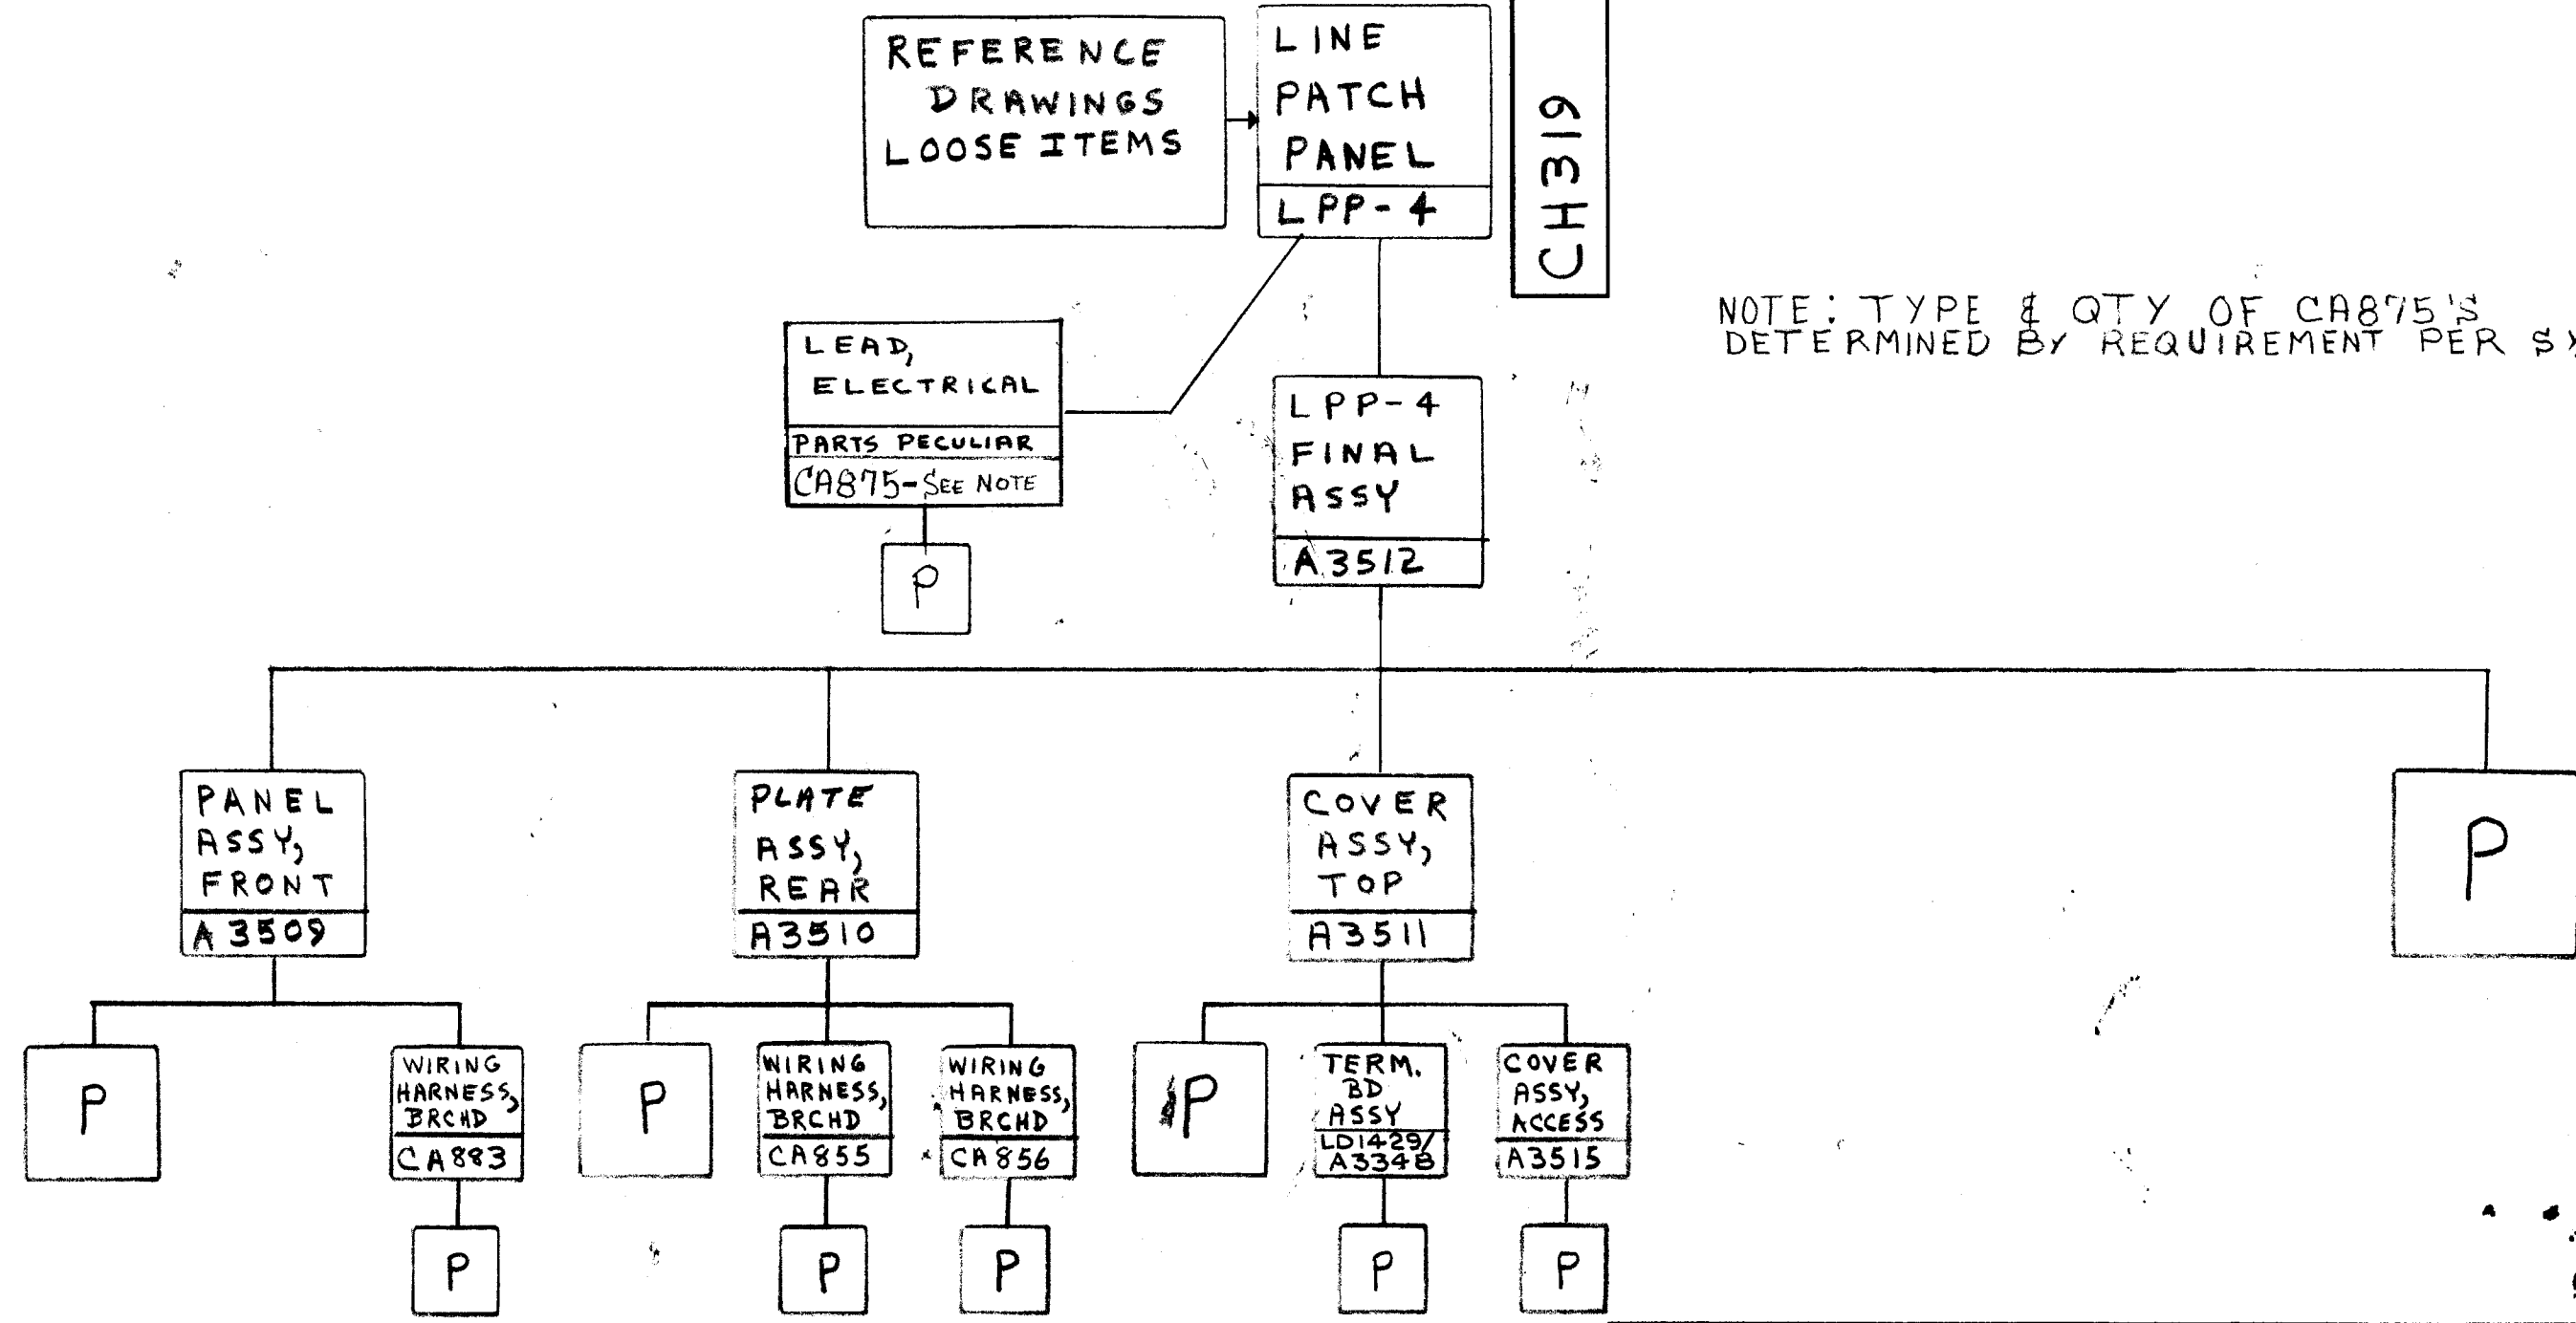 REFERENCE
DRAWINGS
LOOSE ITEMS
LINE
PATCH
PANEL
LPP-4
CH319
NOTE: TYPE & QTY OF CA875'S
DETERMINED BY REQUIREMENT PER
LEAD,
ELECTRICAL
PARTS PECULIAR
CA875-SEE NOTE
P
LPP-4
FINAL
ASSY
A3512
PANEL
ASSY,
FRONT
A3509
PLATE
ASSY,
REAR
A3510
COVER
ASSY,
TOP
A3511
P
P
WIRING
HARNESS,
BRCHD
CA883
P
WIRING
HARNESS,
BRCHD
CA855
WIRING
HARNESS,
BRCHD
CA856
P
TERM.
BD
ASSY
LD1429/
A3348
COVER
ASSY,
ACCESS
A3515
P
P
P
P
P